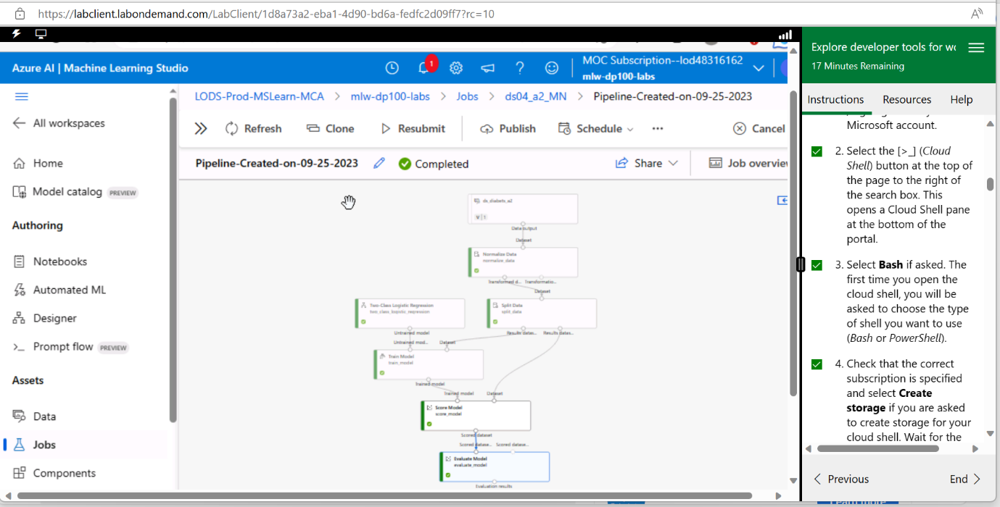 https://labclient.labondemand.com/LabClient/1d8a73a2-eba1-4d90-bd6a-fedfc2d09ff7?rc=10
Azure AI | Machine Learning Studio
1
MOC Subscription--lod48316162
mlw-dp100-labs
LODS-Prod-MSLearn-MCA > mlw-dp100-labs > Jobs > ds04_a2_MN > Pipeline-Created-on-09-25-2023
All workspaces
Home
Model catalog PREVIEW
Authoring
Notebooks
Automated ML
Designer
Prompt flow PREVIEW
Assets
Data
Jobs
Components
Refresh
Clone
Resubmit
Publish
Schedule
...
Cancel
Pipeline-Created-on-09-25-2023
Completed
Share
Job overview
ds_diabets_a2
V | 1
Data output
Dataset
Normalize Data
normalize_data
Transformed d... Transformatio...
Dataset
Two-Class Logistic Regression
two_class_logistic_regression
Split Data
split_data
Untrained model
Results datas... Results datas...
Untrained mod... Dataset
Train Model
train_model
Trained model
Trained model Dataset
Score Model
score_model
Scored dataset
Scored datase... Scored datase...
Evaluate Model
evaluate_model
Evaluation results
Explore developer tools for wo
17 Minutes Remaining
Instructions Resources Help
Microsoft account.
2. Select the [>_] (Cloud
Shell) button at the top of
the page to the right of
the search box. This
opens a Cloud Shell pane
at the bottom of the
portal.
3. Select Bash if asked. The
first time you open the
cloud shell, you will be
asked to choose the type
of shell you want to use
(Bash or PowerShell).
4. Check that the correct
subscription is specified
and select Create
storage if you are asked
to create storage for your
cloud shell. Wait for the
Previous
End